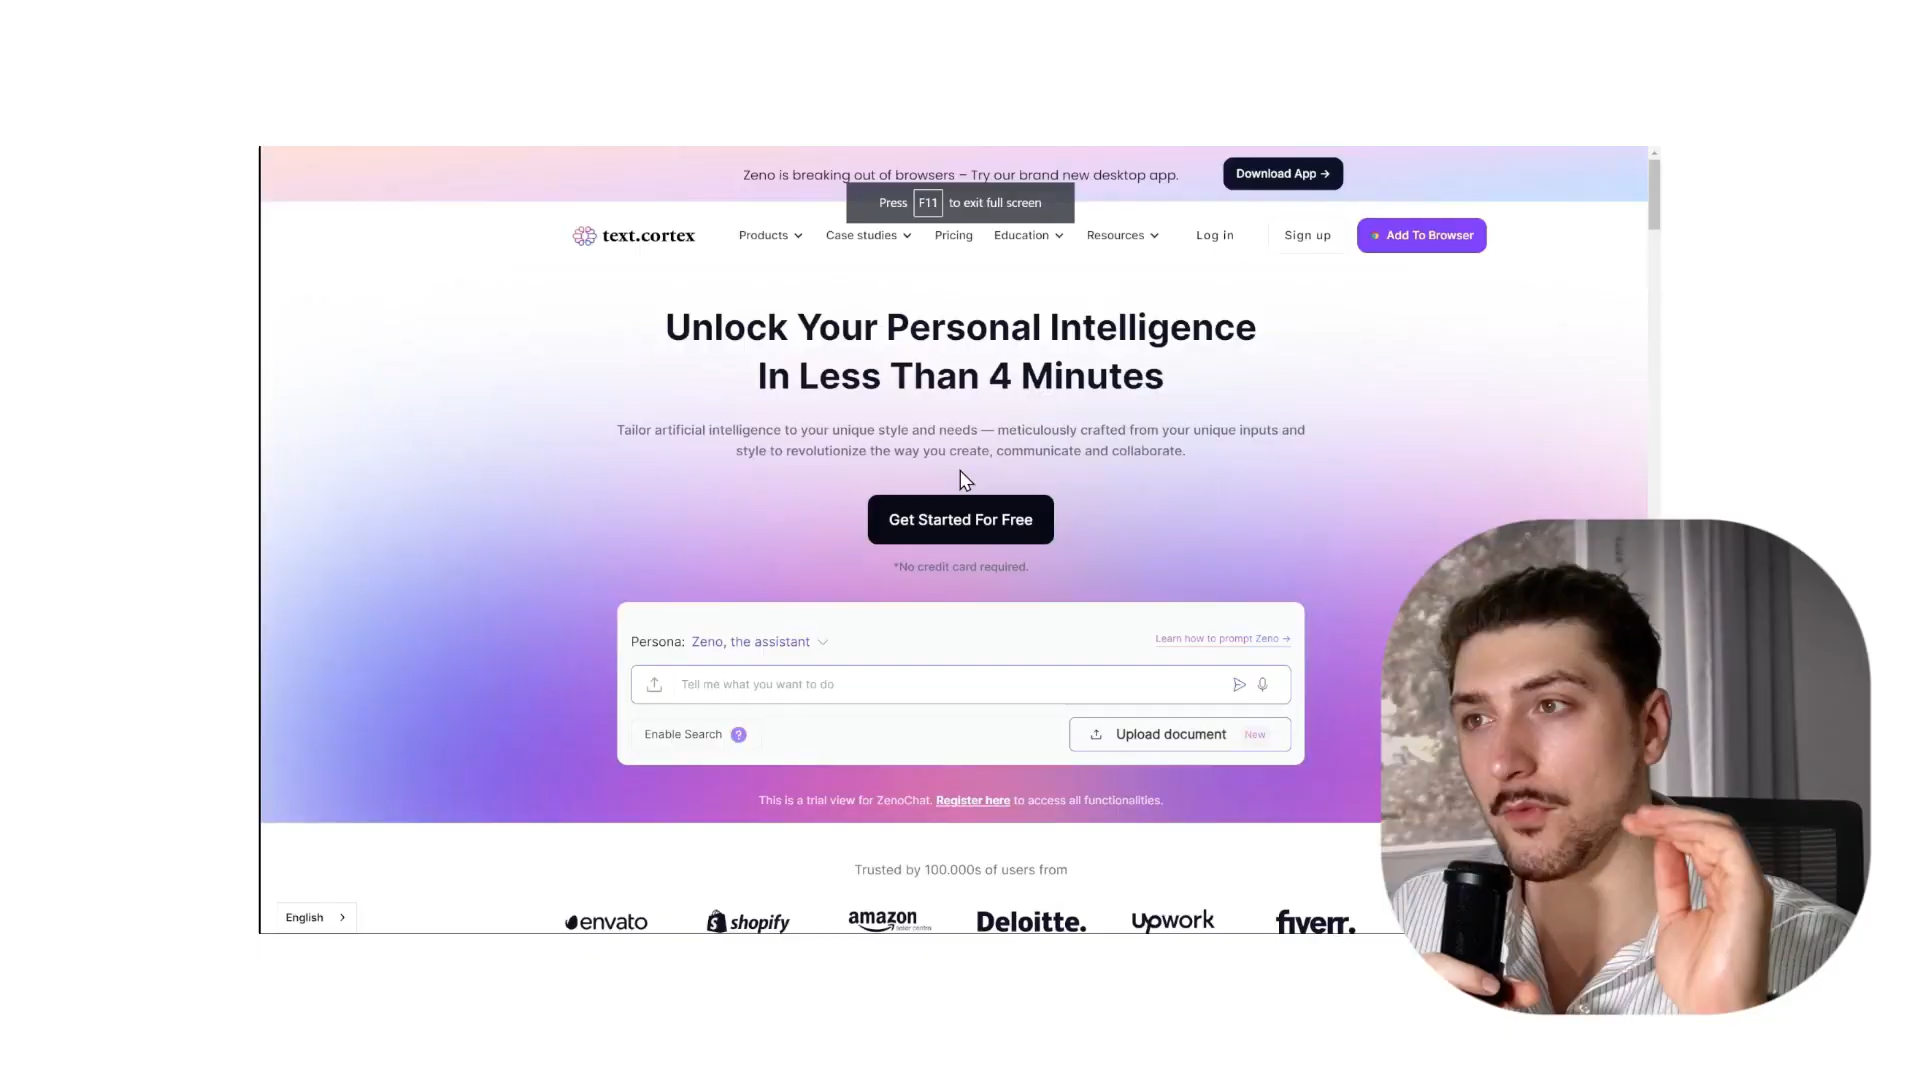 Zeno is breaking out of browsers – Try our brand new desktop app.
Download App →
Press F11 to exit full screen
text.cortex
Products
Case studies
Pricing
Education
Resources
Log in
Sign up
Add To Browser
Unlock Your Personal Intelligence
In Less Than 4 Minutes
Tailor artificial intelligence to your unique style and needs — meticulously crafted from your unique inputs and
style to revolutionize the way you create, communicate and collaborate.
Get Started For Free
*No credit card required.
Persona: Zeno, the assistant
Learn how to prompt Zeno →
Tell me what you want to do
Enable Search ?
Upload document New
This is a trial view for ZenoChat. Register here to access all functionalities.
Trusted by 100.000s of users from
English
envato
shopify
amazon
Deloitte.
upwork
fiverr.